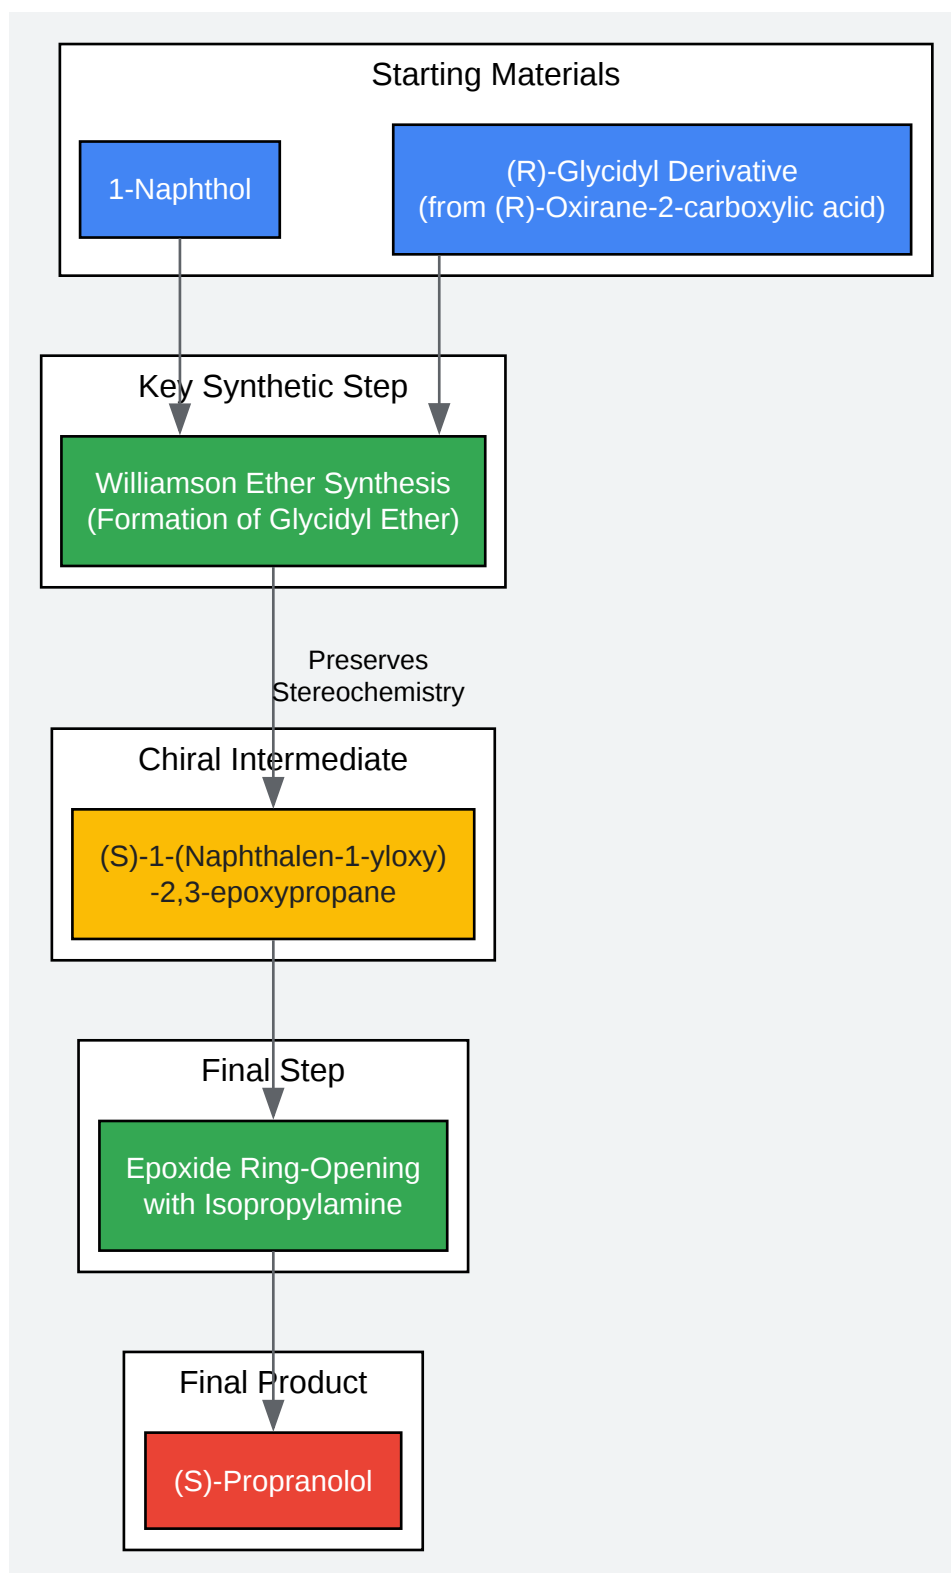 Starting Materials
1-Naphthol
(R)-Glycidyl Derivative
(from (R)-Oxirane-2-carboxylic acid)
Key Synthetic Step
Williamson Ether Synthesis
(Formation of Glycidyl Ether)
Preserves
Stereochemistry
Chiral Intermediate
(S)-1-(Naphthalen-1-yloxy)
-2,3-epoxypropane
Final Step
Epoxide Ring-Opening
with Isopropylamine
Final Product
(S)-Propranolol